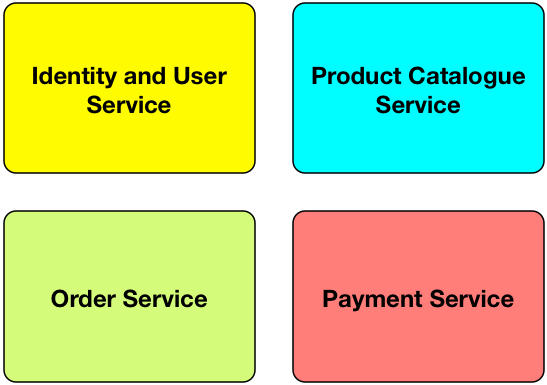 Identity and User
Service
Product Catalogue
Service
Order Service
Payment Service